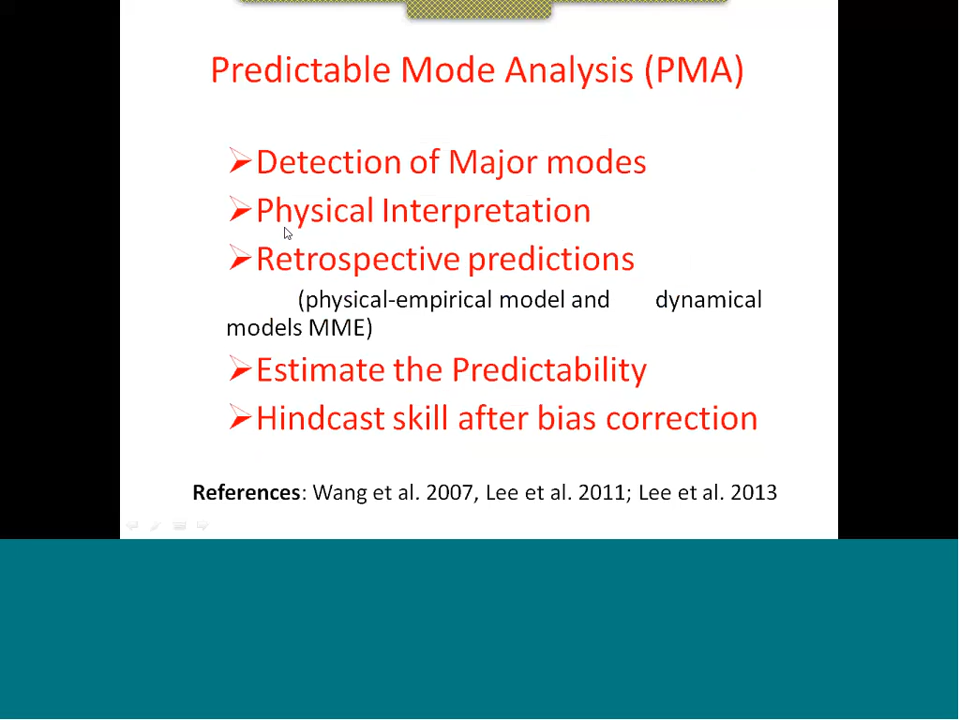 Predictable Mode Analysis (PMA)
Detection of Major modes
Physical Interpretation
Retrospective predictions
(physical-empirical model and dynamical
models MME)
Estimate the Predictability
Hindcast skill after bias correction
References: Wang et al. 2007, Lee et al. 2011; Lee et al. 2013